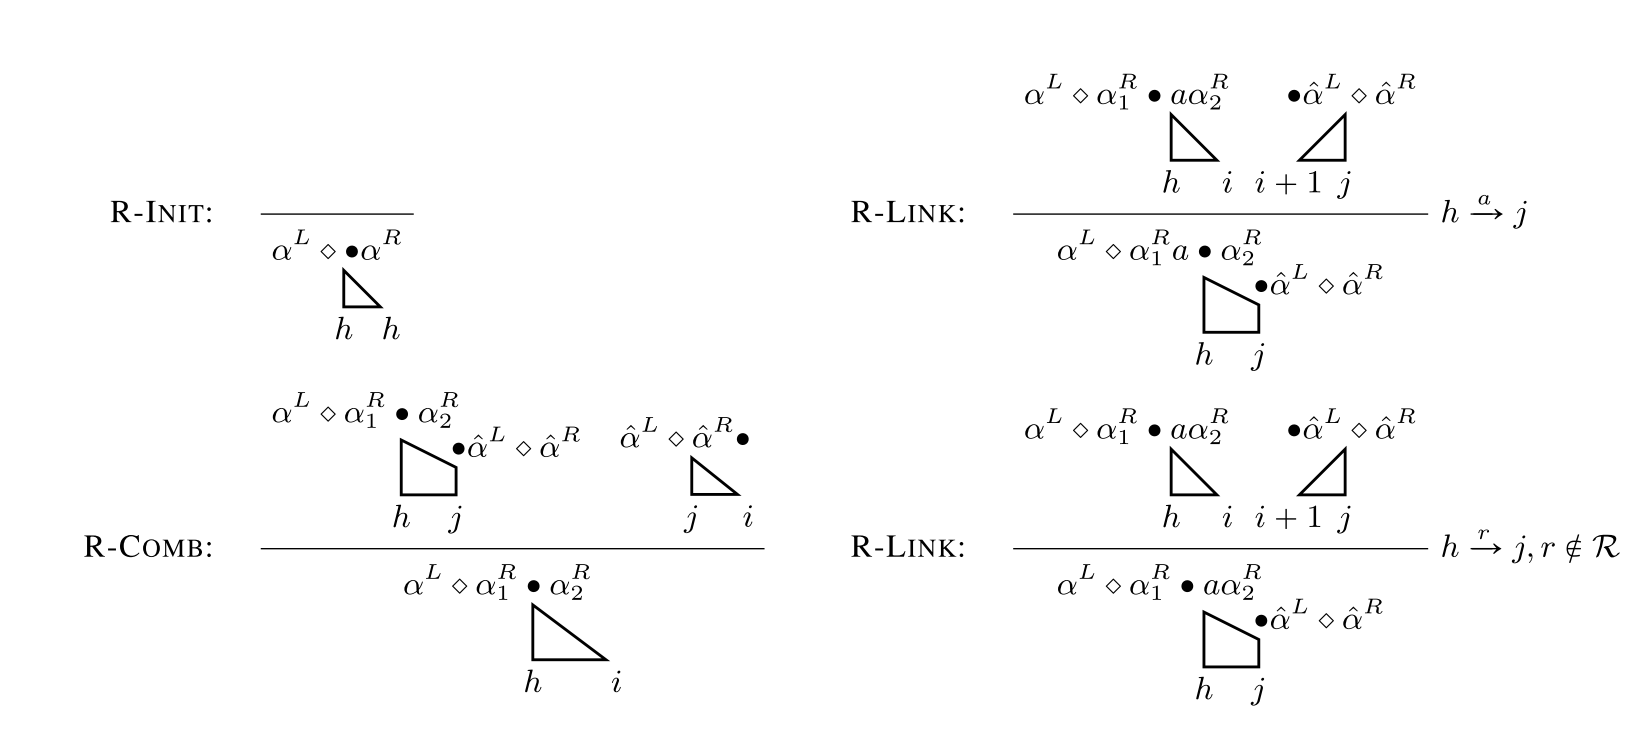 α^L ⋄ α_1^R • aα_2^R •α̂^L ⋄ α̂^R
h i i + 1 j
R-INIT: R-LINK: h →^a j
α^L ⋄ •α^R α^L ⋄ α_1^R a • α_2^R
•α̂^L ⋄ α̂^R
h h
h j
α^L ⋄ α_1^R • α_2^R α^L ⋄ α_1^R • aα_2^R •α̂^L ⋄ α̂^R
•α̂^L ⋄ α̂^R α̂^L ⋄ α̂^R•
h j j i h i i + 1 j
R-COMB: R-LINK: h →^r j, r ∉ ℛ
α^L ⋄ α_1^R • α_2^R α^L ⋄ α_1^R • aα_2^R
•α̂^L ⋄ α̂^R
h i h j